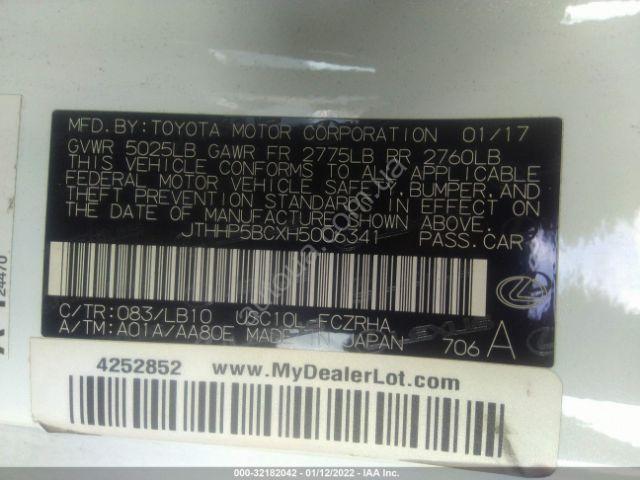 MFD.BY:TOYOTA MOTOR CORPORATION 01/17
GVWR 5025LB GAWR FR 2775LB RR 2760LB
THIS VEHICLE CONFORMS TO ALL APPLICABLE
FEDERAL MOTOR VEHICLE SAFETY, BUMPER, AND
THEFT PREVENTION STANDARDS IN EFFECT ON
THE DATE OF MANUFACTURE SHOWN ABOVE.
JTHHP5BCXH5006341 PASS.CAR
C/TR:083/LB10 USC10L-FCZRHA
A/TM:A01A/AA80E MADE IN JAPAN 706 A
4252852 www.MyDealerLot.com
24470
000-32182042 - 01/12/2022 - IAA Inc.